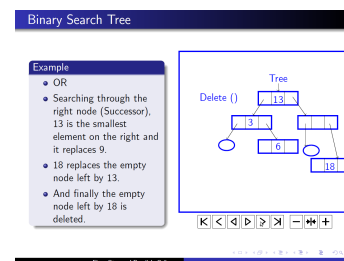 Binary Search Tree
Example
OR
Searching through the
right node (Successor),
13 is the smallest
element on the right and
it replaces 9.
18 replaces the empty
node left by 13.
And finally the empty
node left by 18 is
deleted.
Tree
Delete ()
13
3
6
18